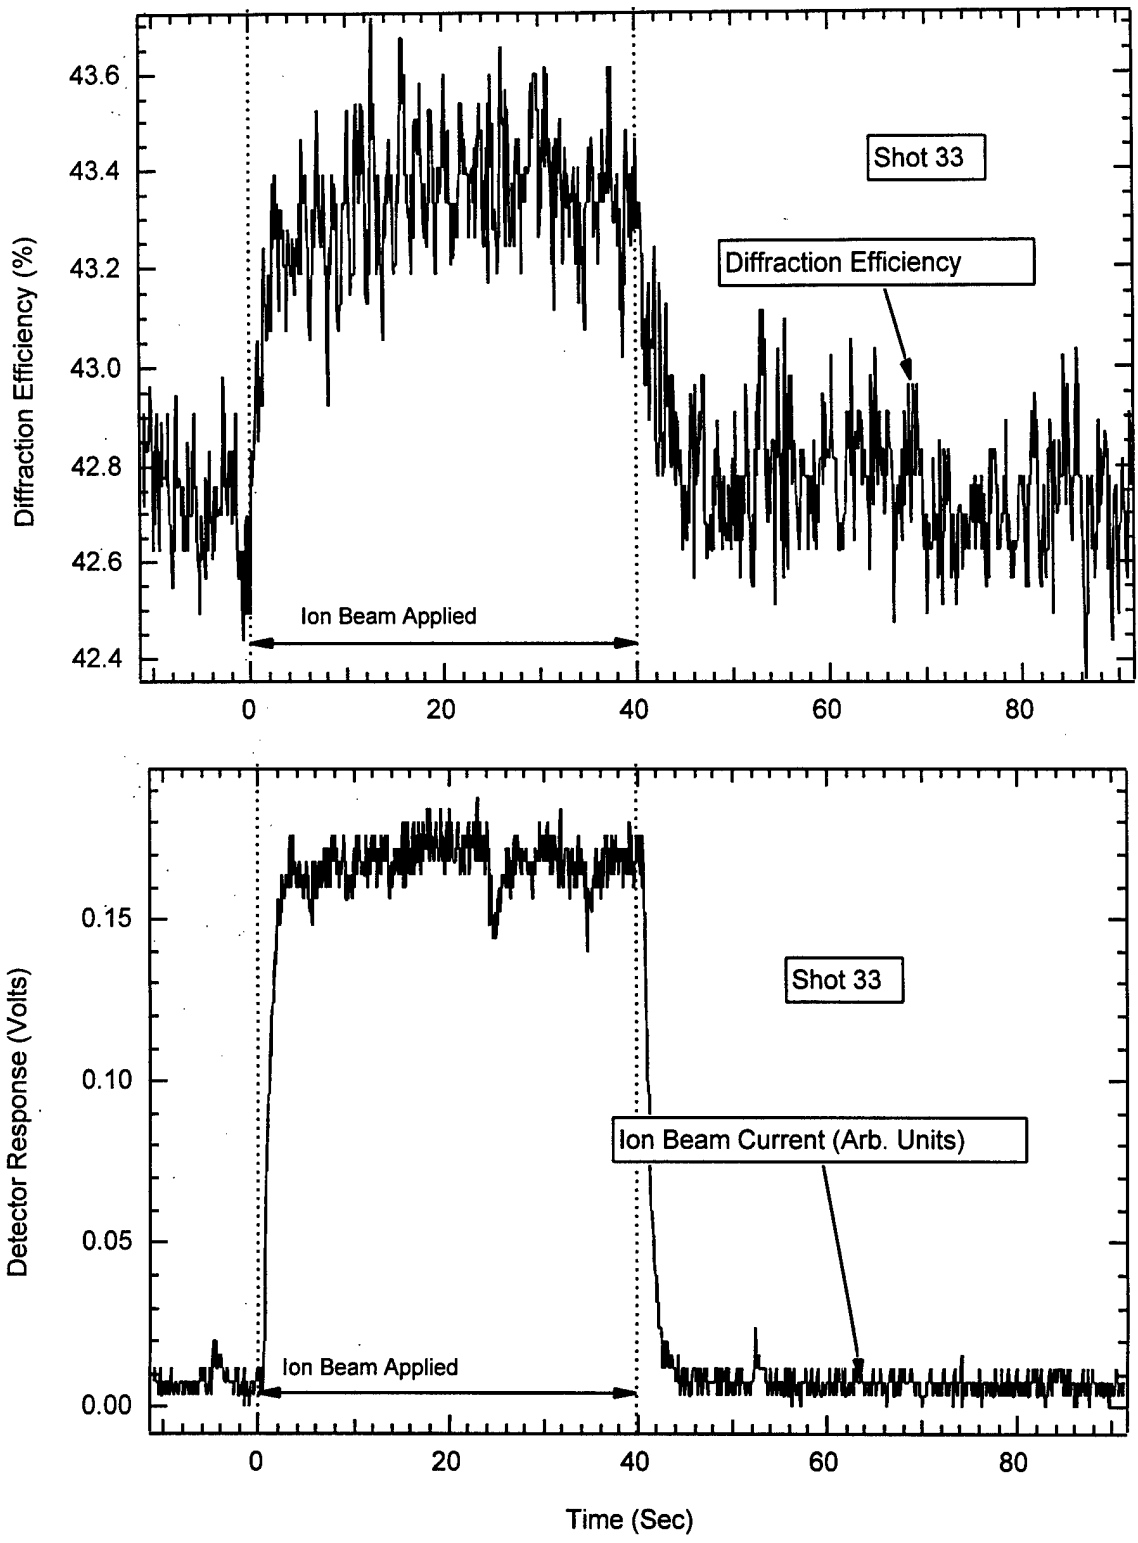 43.6
Shot 33
43.4
Diffraction Efficiency
43.2
43.0
42.8
42.6
Ion Beam Applied
42.4
Diffraction Efficiency (%)
0 20 40 60 80
0.15
Shot 33
0.10
Ion Beam Current (Arb. Units)
0.05
Ion Beam Applied
0.00
Detector Response (Volts)
0 20 40 60 80
Time (Sec)